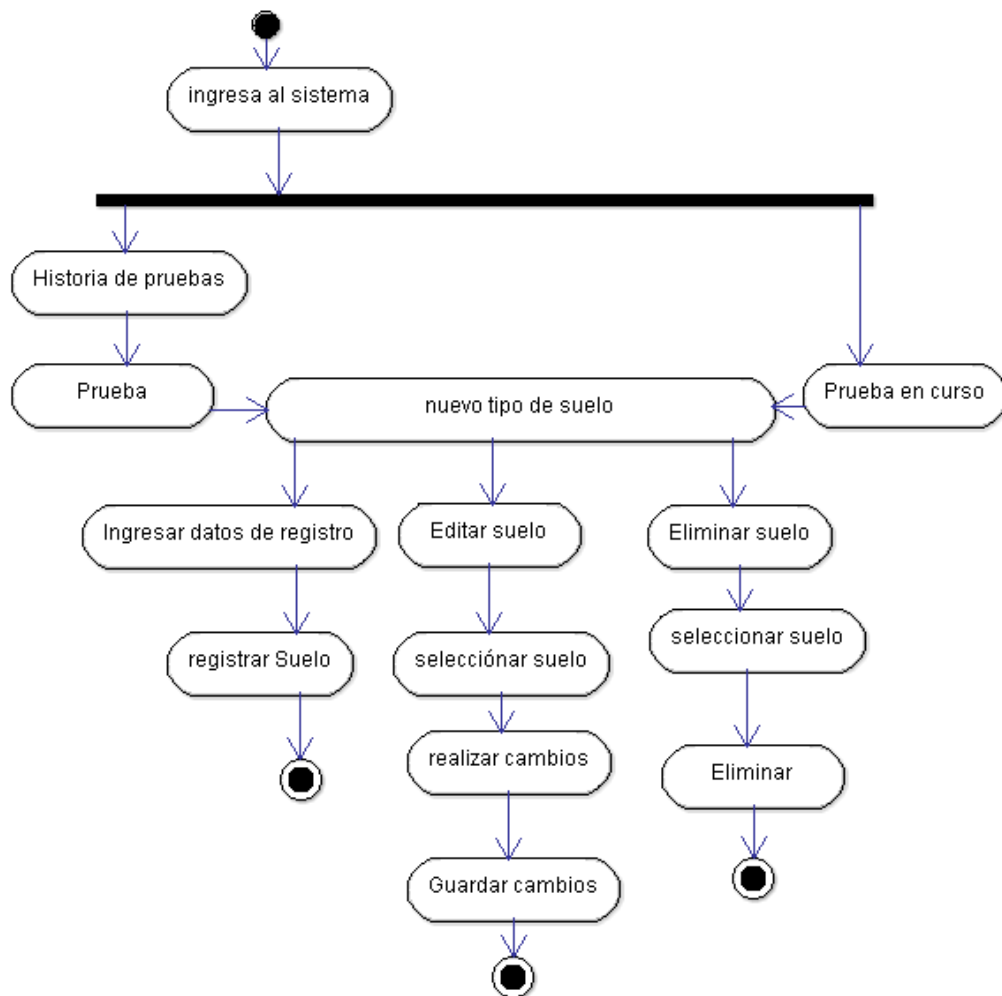 ingresa al sistema
Historia de pruebas
Prueba
nuevo tipo de suelo
Prueba en curso
Ingresar datos de registro
Editar suelo
Eliminar suelo
registrar Suelo
selecciónar suelo
seleccionar suelo
realizar cambios
Eliminar
Guardar cambios